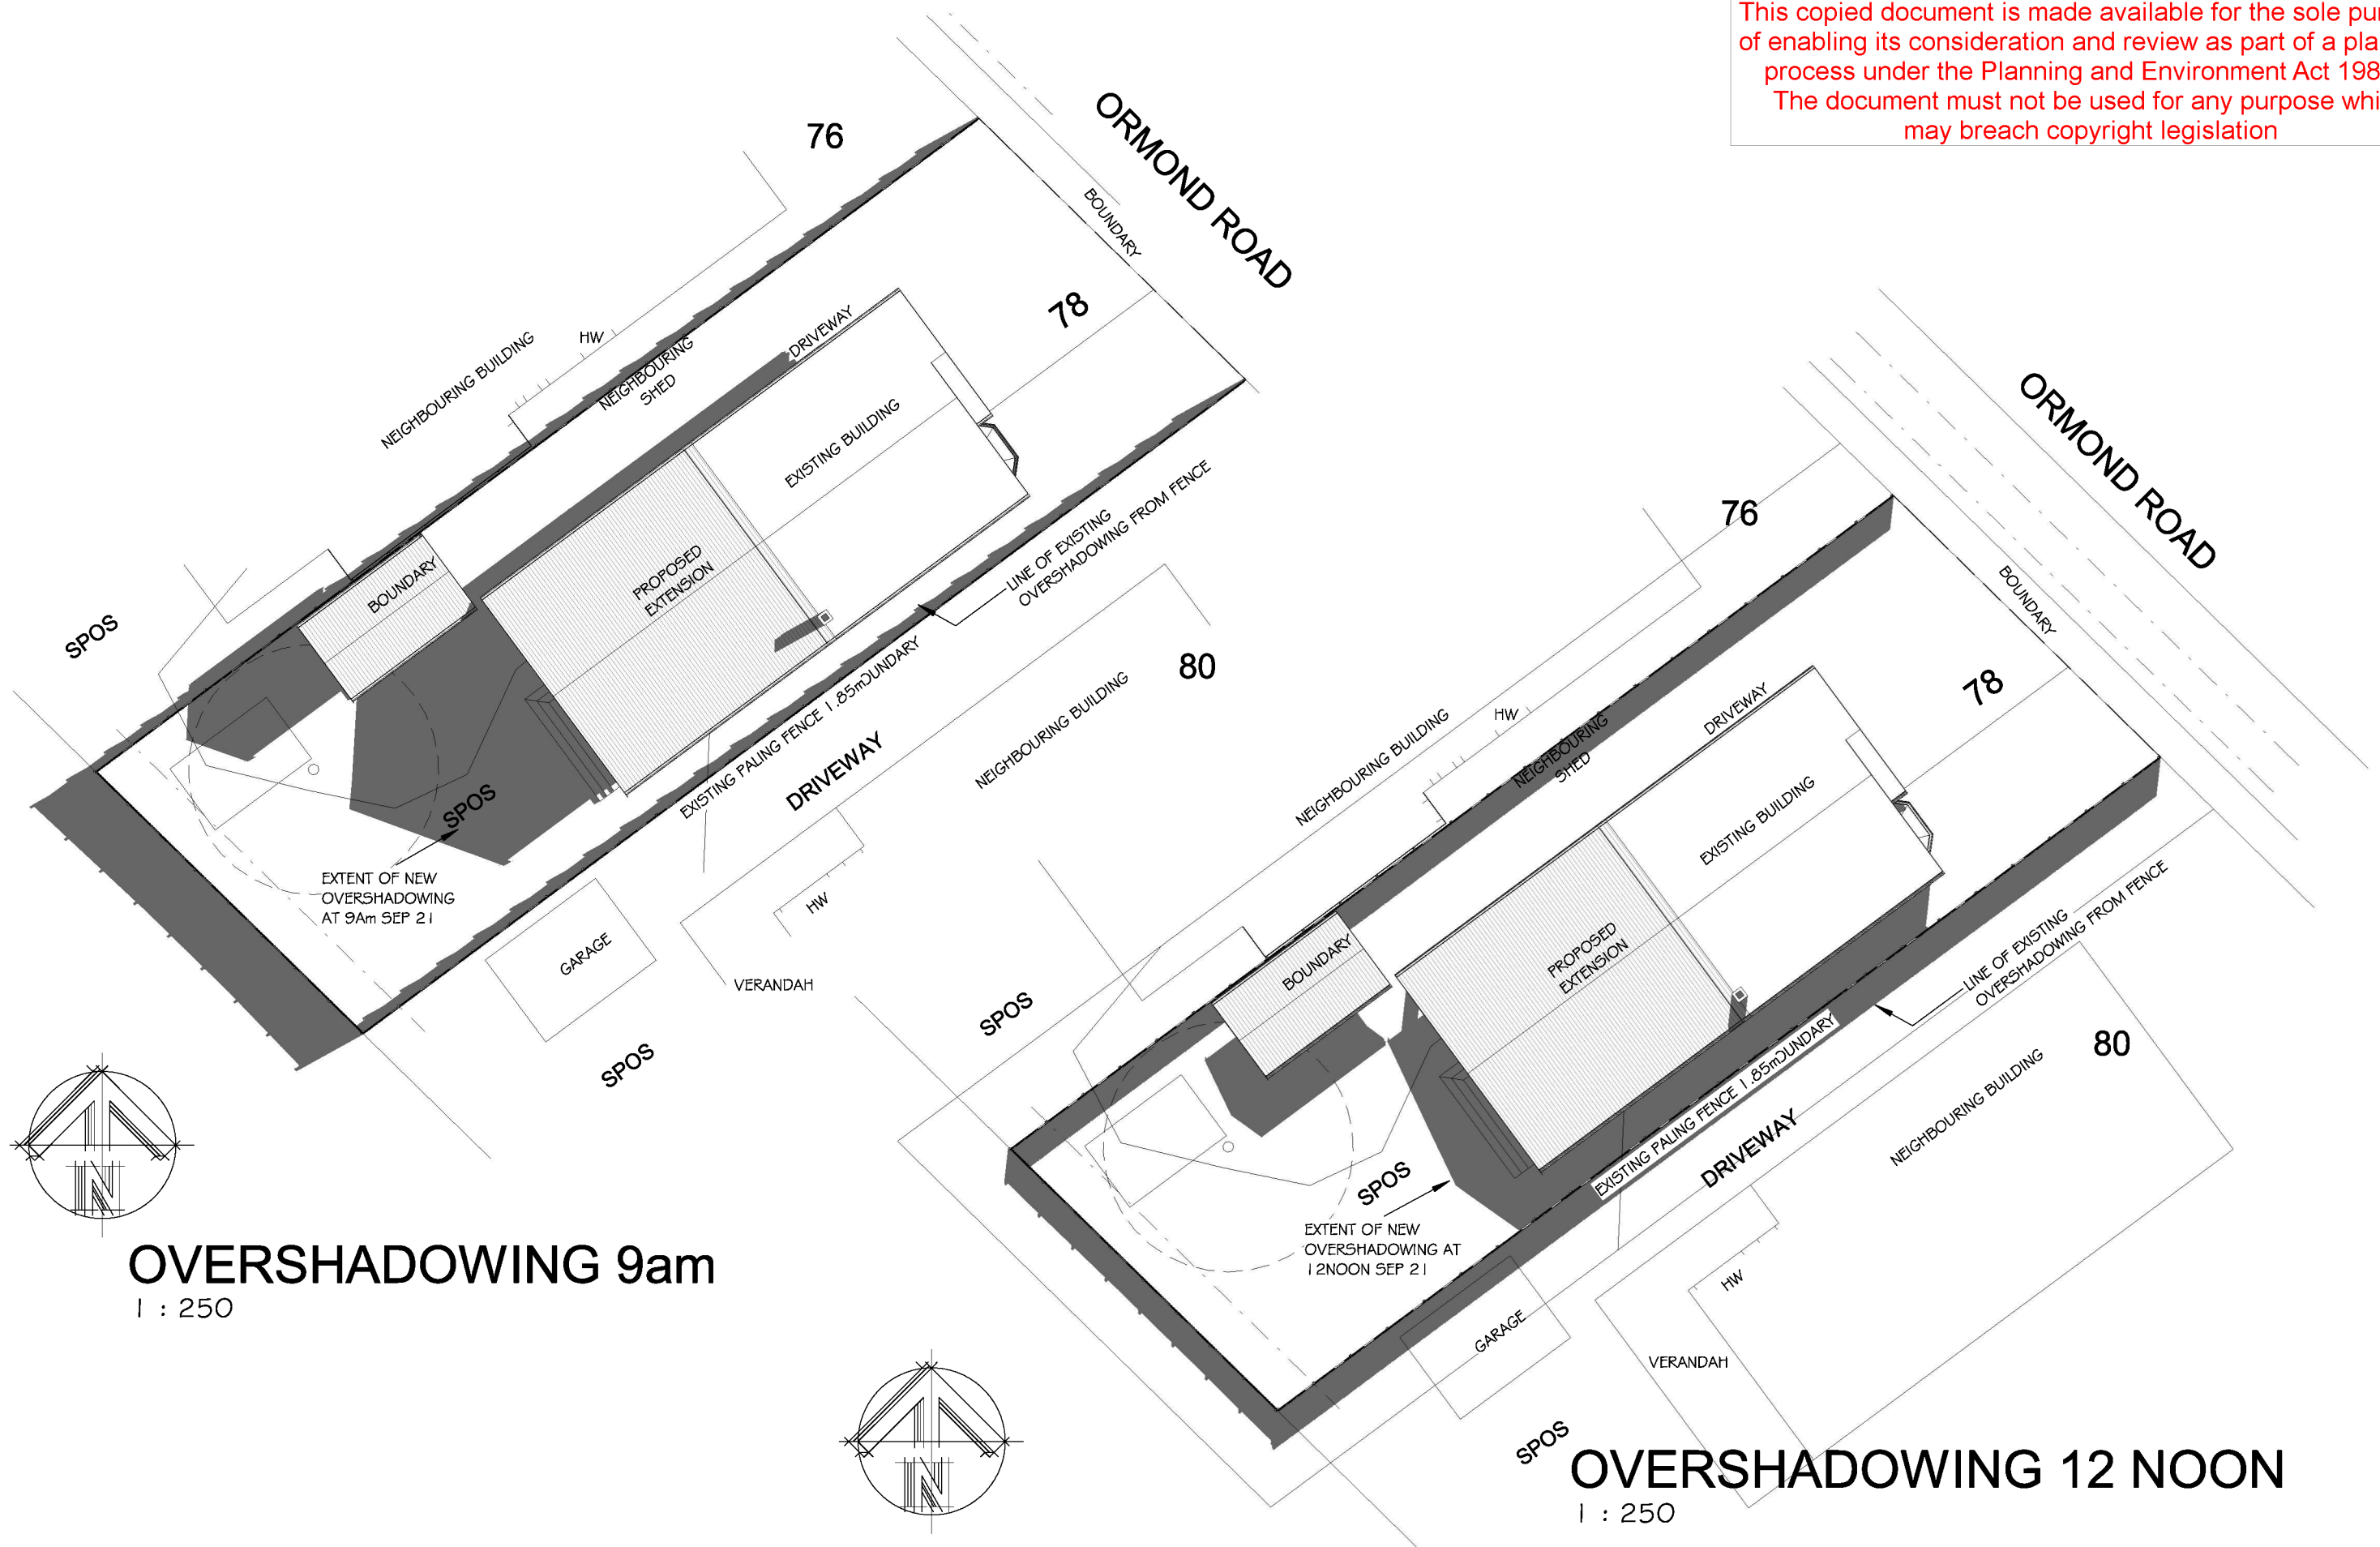 This copied document is made available for the sole pur
of enabling its consideration and review as part of a pla
process under the Planning and Environment Act 198
The document must not be used for any purpose whi
may breach copyright legislation
76
ORMOND ROAD
BOUNDARY
78
HW
NEIGHBOURING BUILDING
NEIGHBOURING
SHED
DRIVEWAY
EXISTING BUILDING
LINE OF EXISTING
OVERSHADOWING FROM FENCE
BOUNDARY
PROPOSED
EXTENSION
SPOS
80
EXISTING PALING FENCE 1.85m
NEIGHBOURING BUILDING
DRIVEWAY
SPOS
EXTENT OF NEW
OVERSHADOWING
AT 9Am SEP 21
HW
GARAGE
VERANDAH
SPOS
N
OVERSHADOWING 9am
1 : 250
ORMOND ROAD
76
BOUNDARY
78
HW
NEIGHBOURING BUILDING
NEIGHBOURING
SHED
DRIVEWAY
EXISTING BUILDING
LINE OF EXISTING
OVERSHADOWING FROM FENCE
BOUNDARY
PROPOSED
EXTENSION
SPOS
80
EXISTING PALING FENCE 1.85m
NEIGHBOURING BUILDING
DRIVEWAY
SPOS
EXTENT OF NEW
OVERSHADOWING AT
12NOON SEP 21
HW
GARAGE
VERANDAH
SPOS
N
OVERSHADOWING 12 NOON
1 : 250